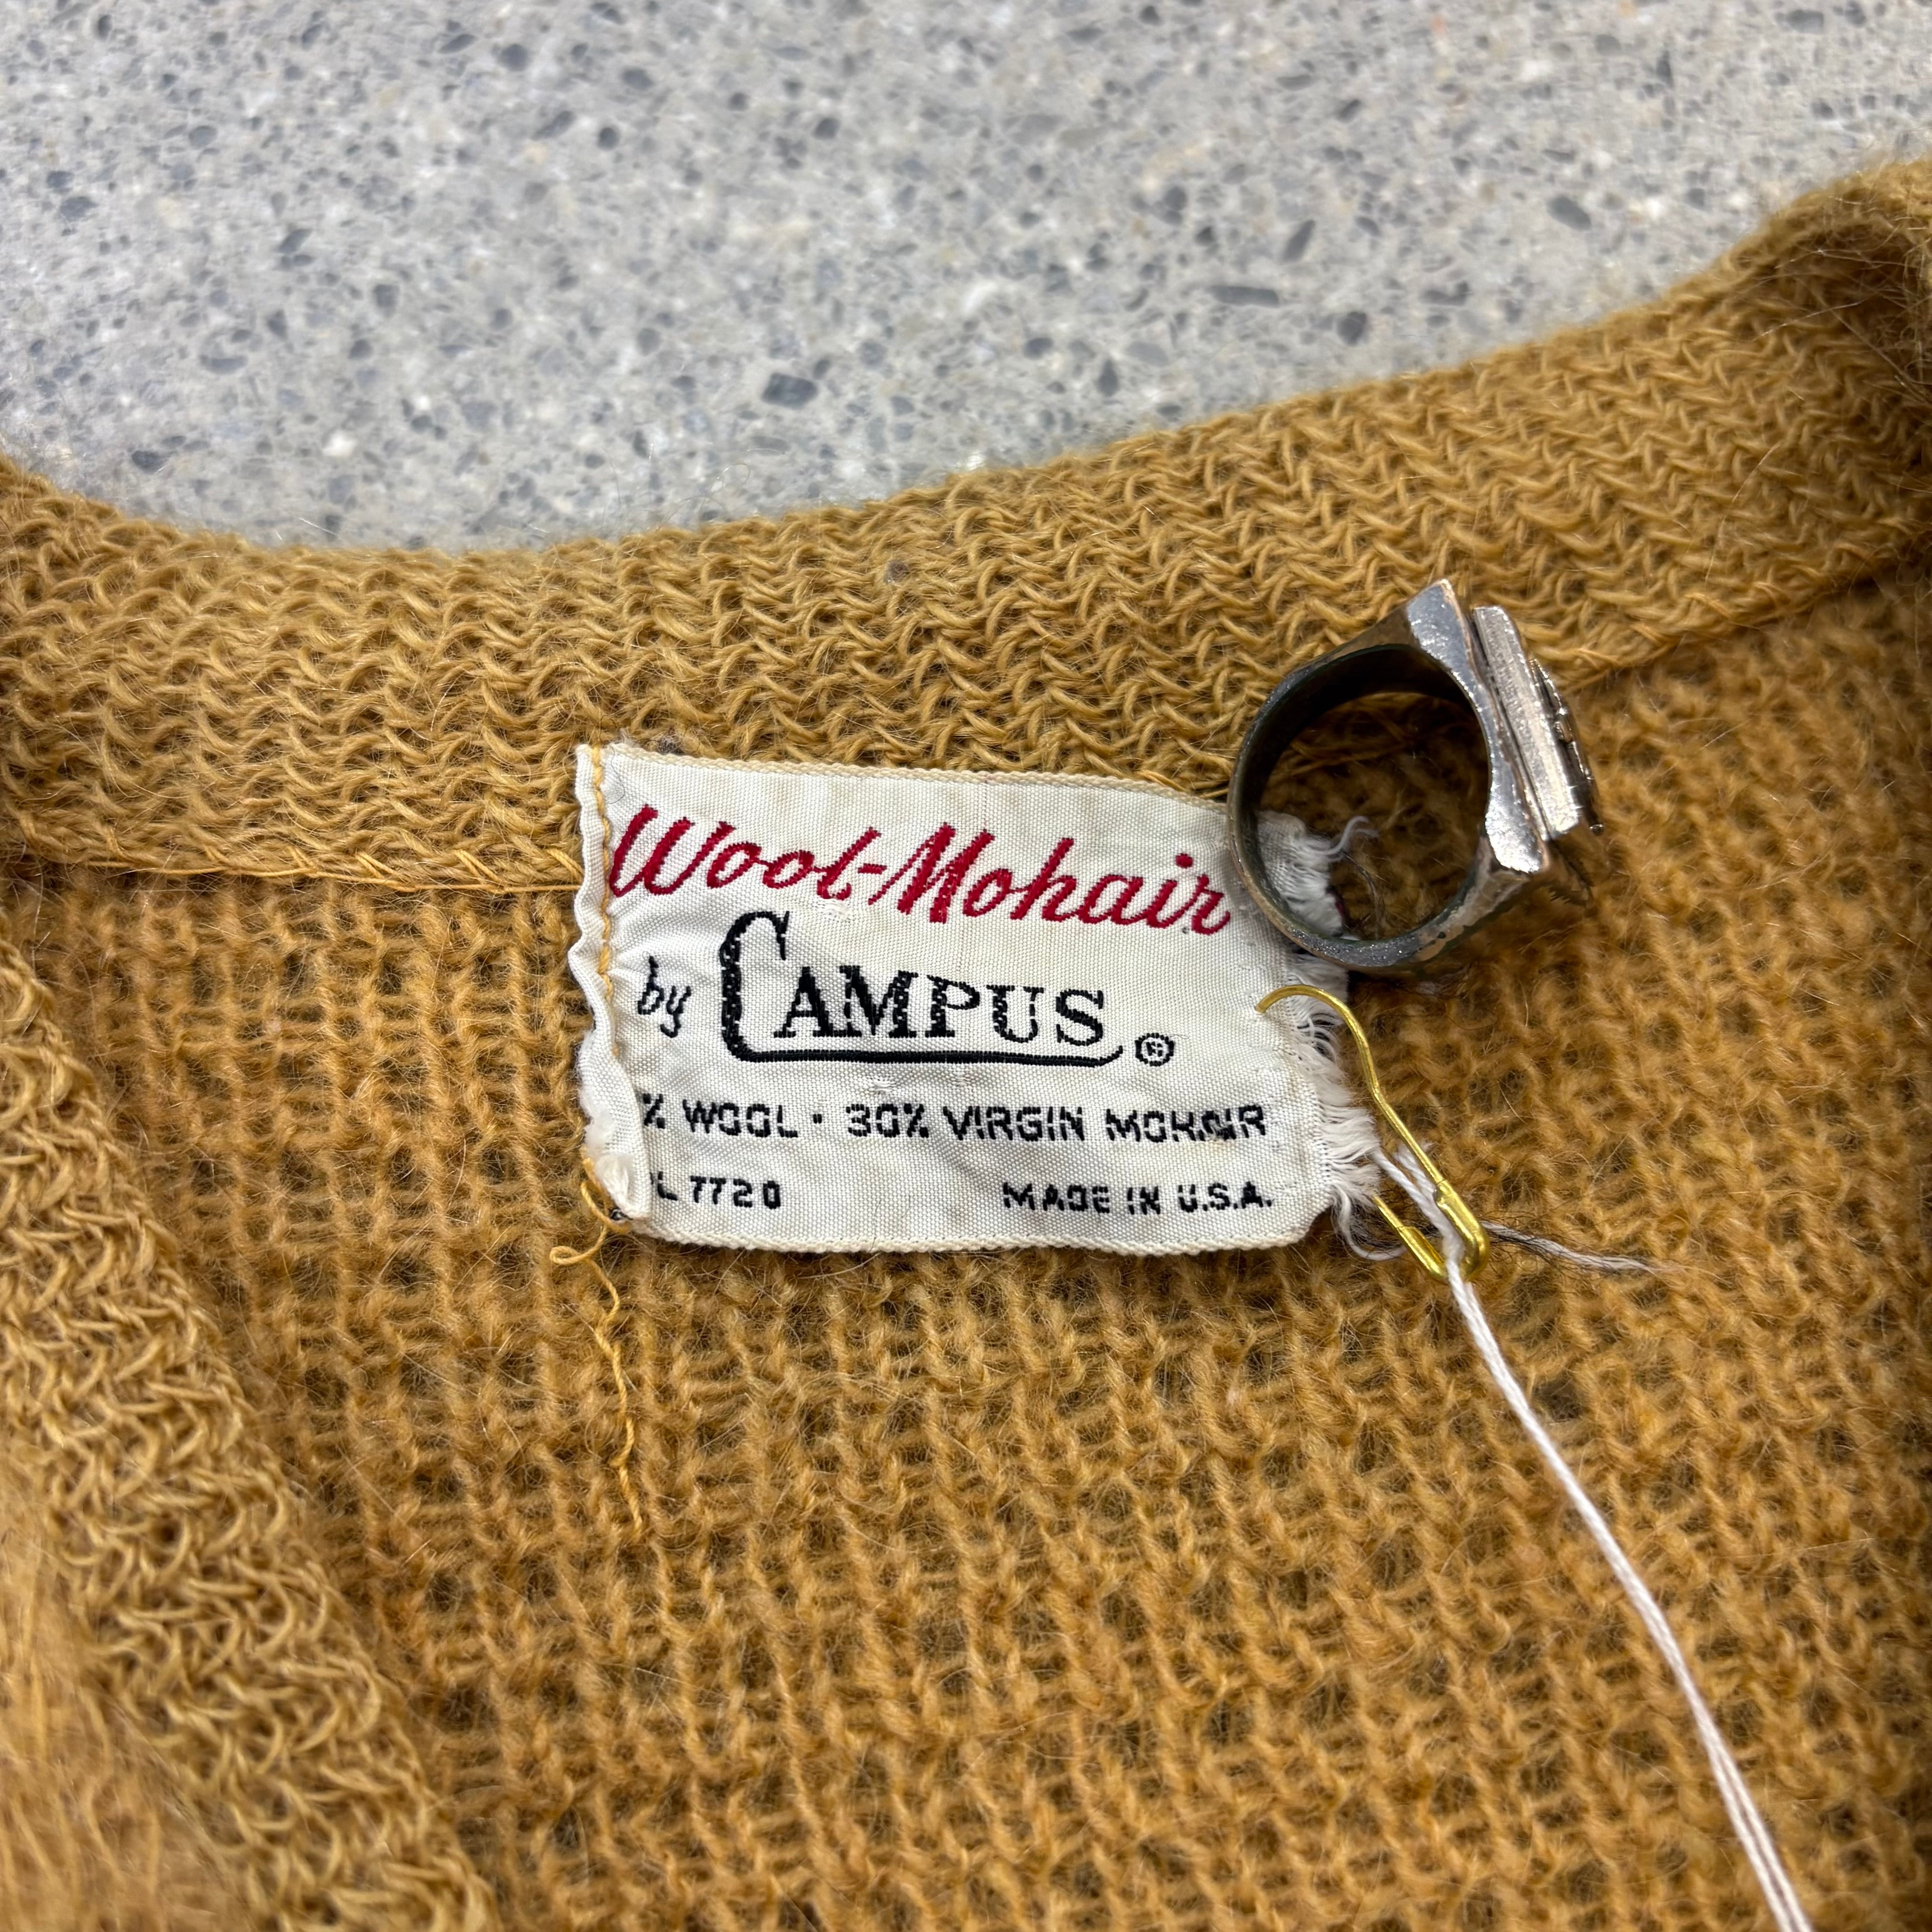 Wool-Mohair
by CAMPUS ®
% WOOL · 30% VIRGIN MOHAIR
L 7720 MADE IN U.S.A.